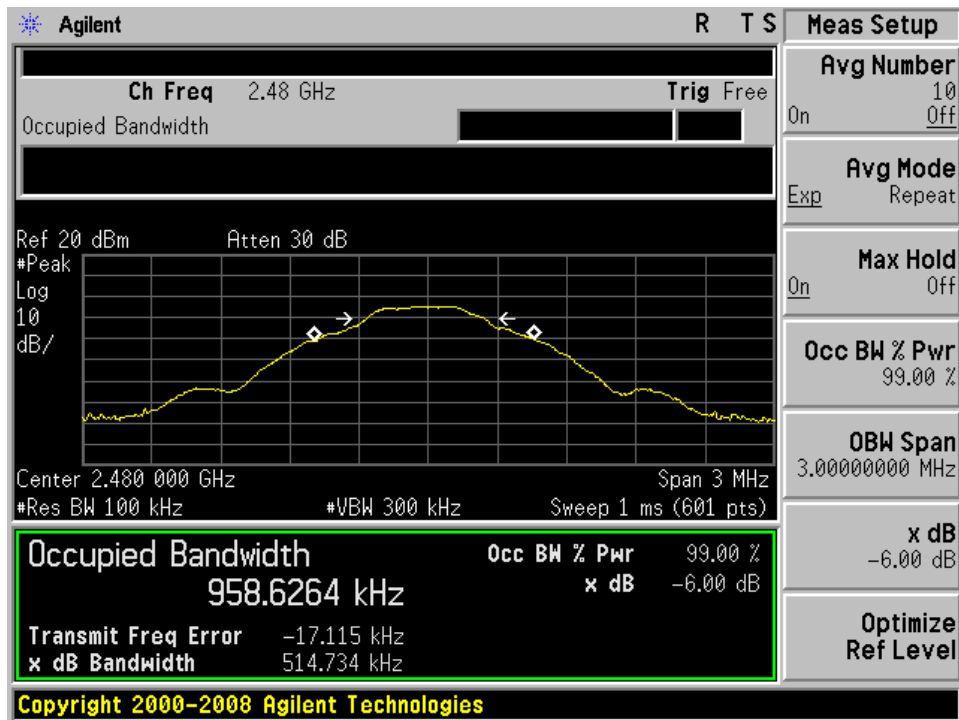 Agilent
R T S
Meas Setup
Ch Freq 2.48 GHz
Trig Free
Occupied Bandwidth
Avg Number
10
On Off
Avg Mode
Exp Repeat
Max Hold
On Off
Occ BW % Pwr
99.00 %
OBW Span
3.00000000 MHz
x dB
-6.00 dB
Optimize
Ref Level
Ref 20 dBm
Atten 30 dB
#Peak
Log
10
dB/
Center 2.480 000 GHz
Span 3 MHz
#Res BW 100 kHz
#VBW 300 kHz
Sweep 1 ms (601 pts)
Occupied Bandwidth
958.6264 kHz
Occ BW % Pwr 99.00 %
x dB -6.00 dB
Transmit Freq Error -17.115 kHz
x dB Bandwidth 514.734 kHz
Copyright 2000-2008 Agilent Technologies